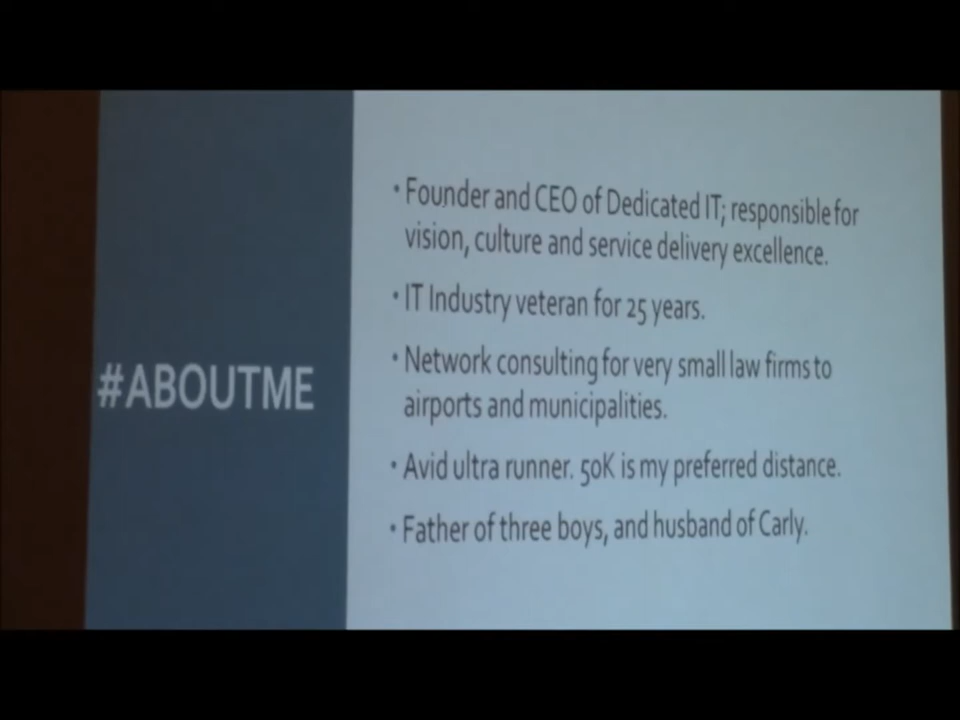 #ABOUTME
• Founder and CEO of Dedicated IT; responsible for
vision, culture and service delivery excellence.
• IT Industry veteran for 25 years.
• Network consulting for very small law firms to
airports and municipalities.
• Avid ultra runner. 50K is my preferred distance.
• Father of three boys, and husband of Carly.